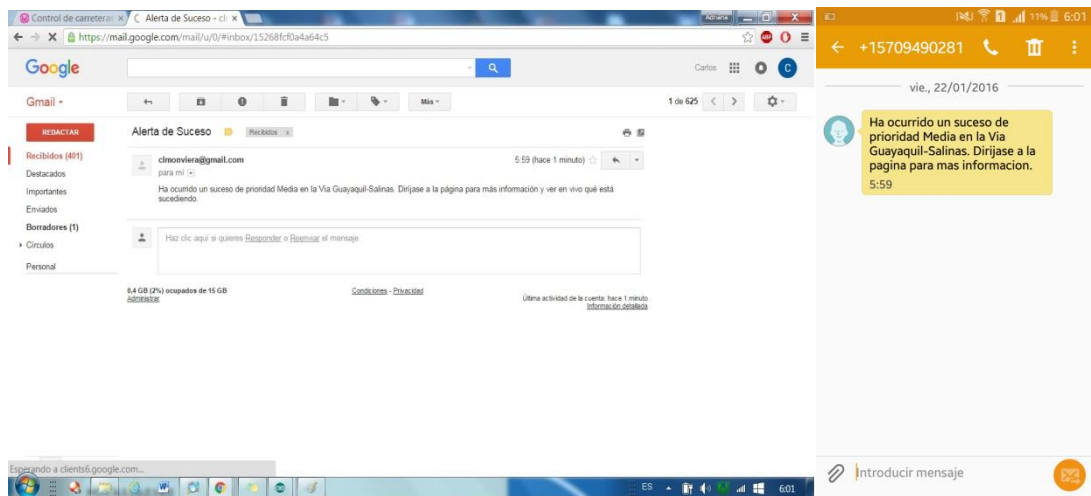 Control de carretera
Alerta de Suceso - cl
Adriana
https://mail.google.com/mail/u/0/#inbox/15268fcf0a4a64c5
Google
Carlos
C
Gmail
Más
1 de 625
REDACTAR
Recibidos (401)
Destacados
Importantes
Enviados
Borradores (1)
Círculos
Personal
Alerta de Suceso
Recibidos x
clmonviera@gmail.com
5:59 (hace 1 minuto)
para mí
Ha ocurrido un suceso de prioridad Media en la Via Guayaquil-Salinas. Diríjase a la página para más información y ver en vivo qué está
sucediendo.
Haz clic aquí si quieres Responder o Reenviar el mensaje
0,4 GB (2%) ocupados de 15 GB
Administrar
Condiciones - Privacidad
Última actividad de la cuenta: hace 1 minuto
Información detallada
Esperando a clients6.google.com...
ES
6:01
1
11%
6:01
+15709490281
vie., 22/01/2016
Ha ocurrido un suceso de
prioridad Media en la Via
Guayaquil-Salinas. Dirijase a la
pagina para mas informacion.
5:59
Introducir mensaje